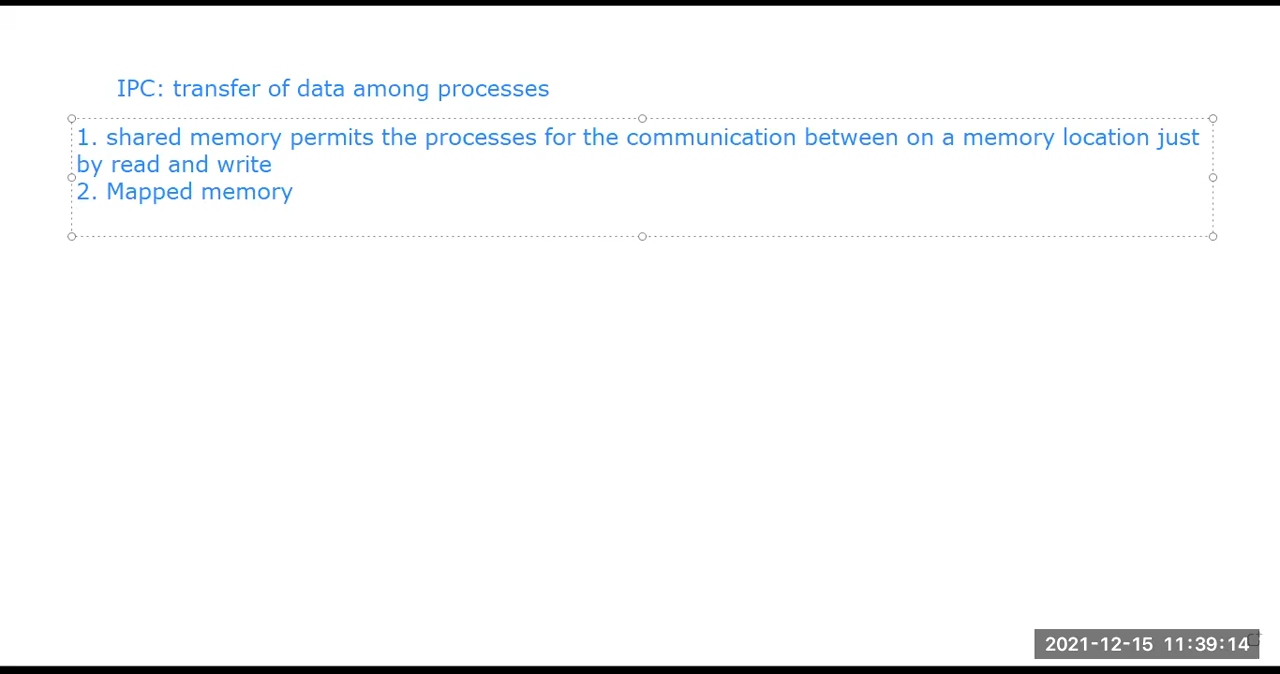 IPC: transfer of data among processes
1. shared memory permits the processes for the communication between on a memory location just
by read and write
2. Mapped memory
2021-12-15 11:39:14